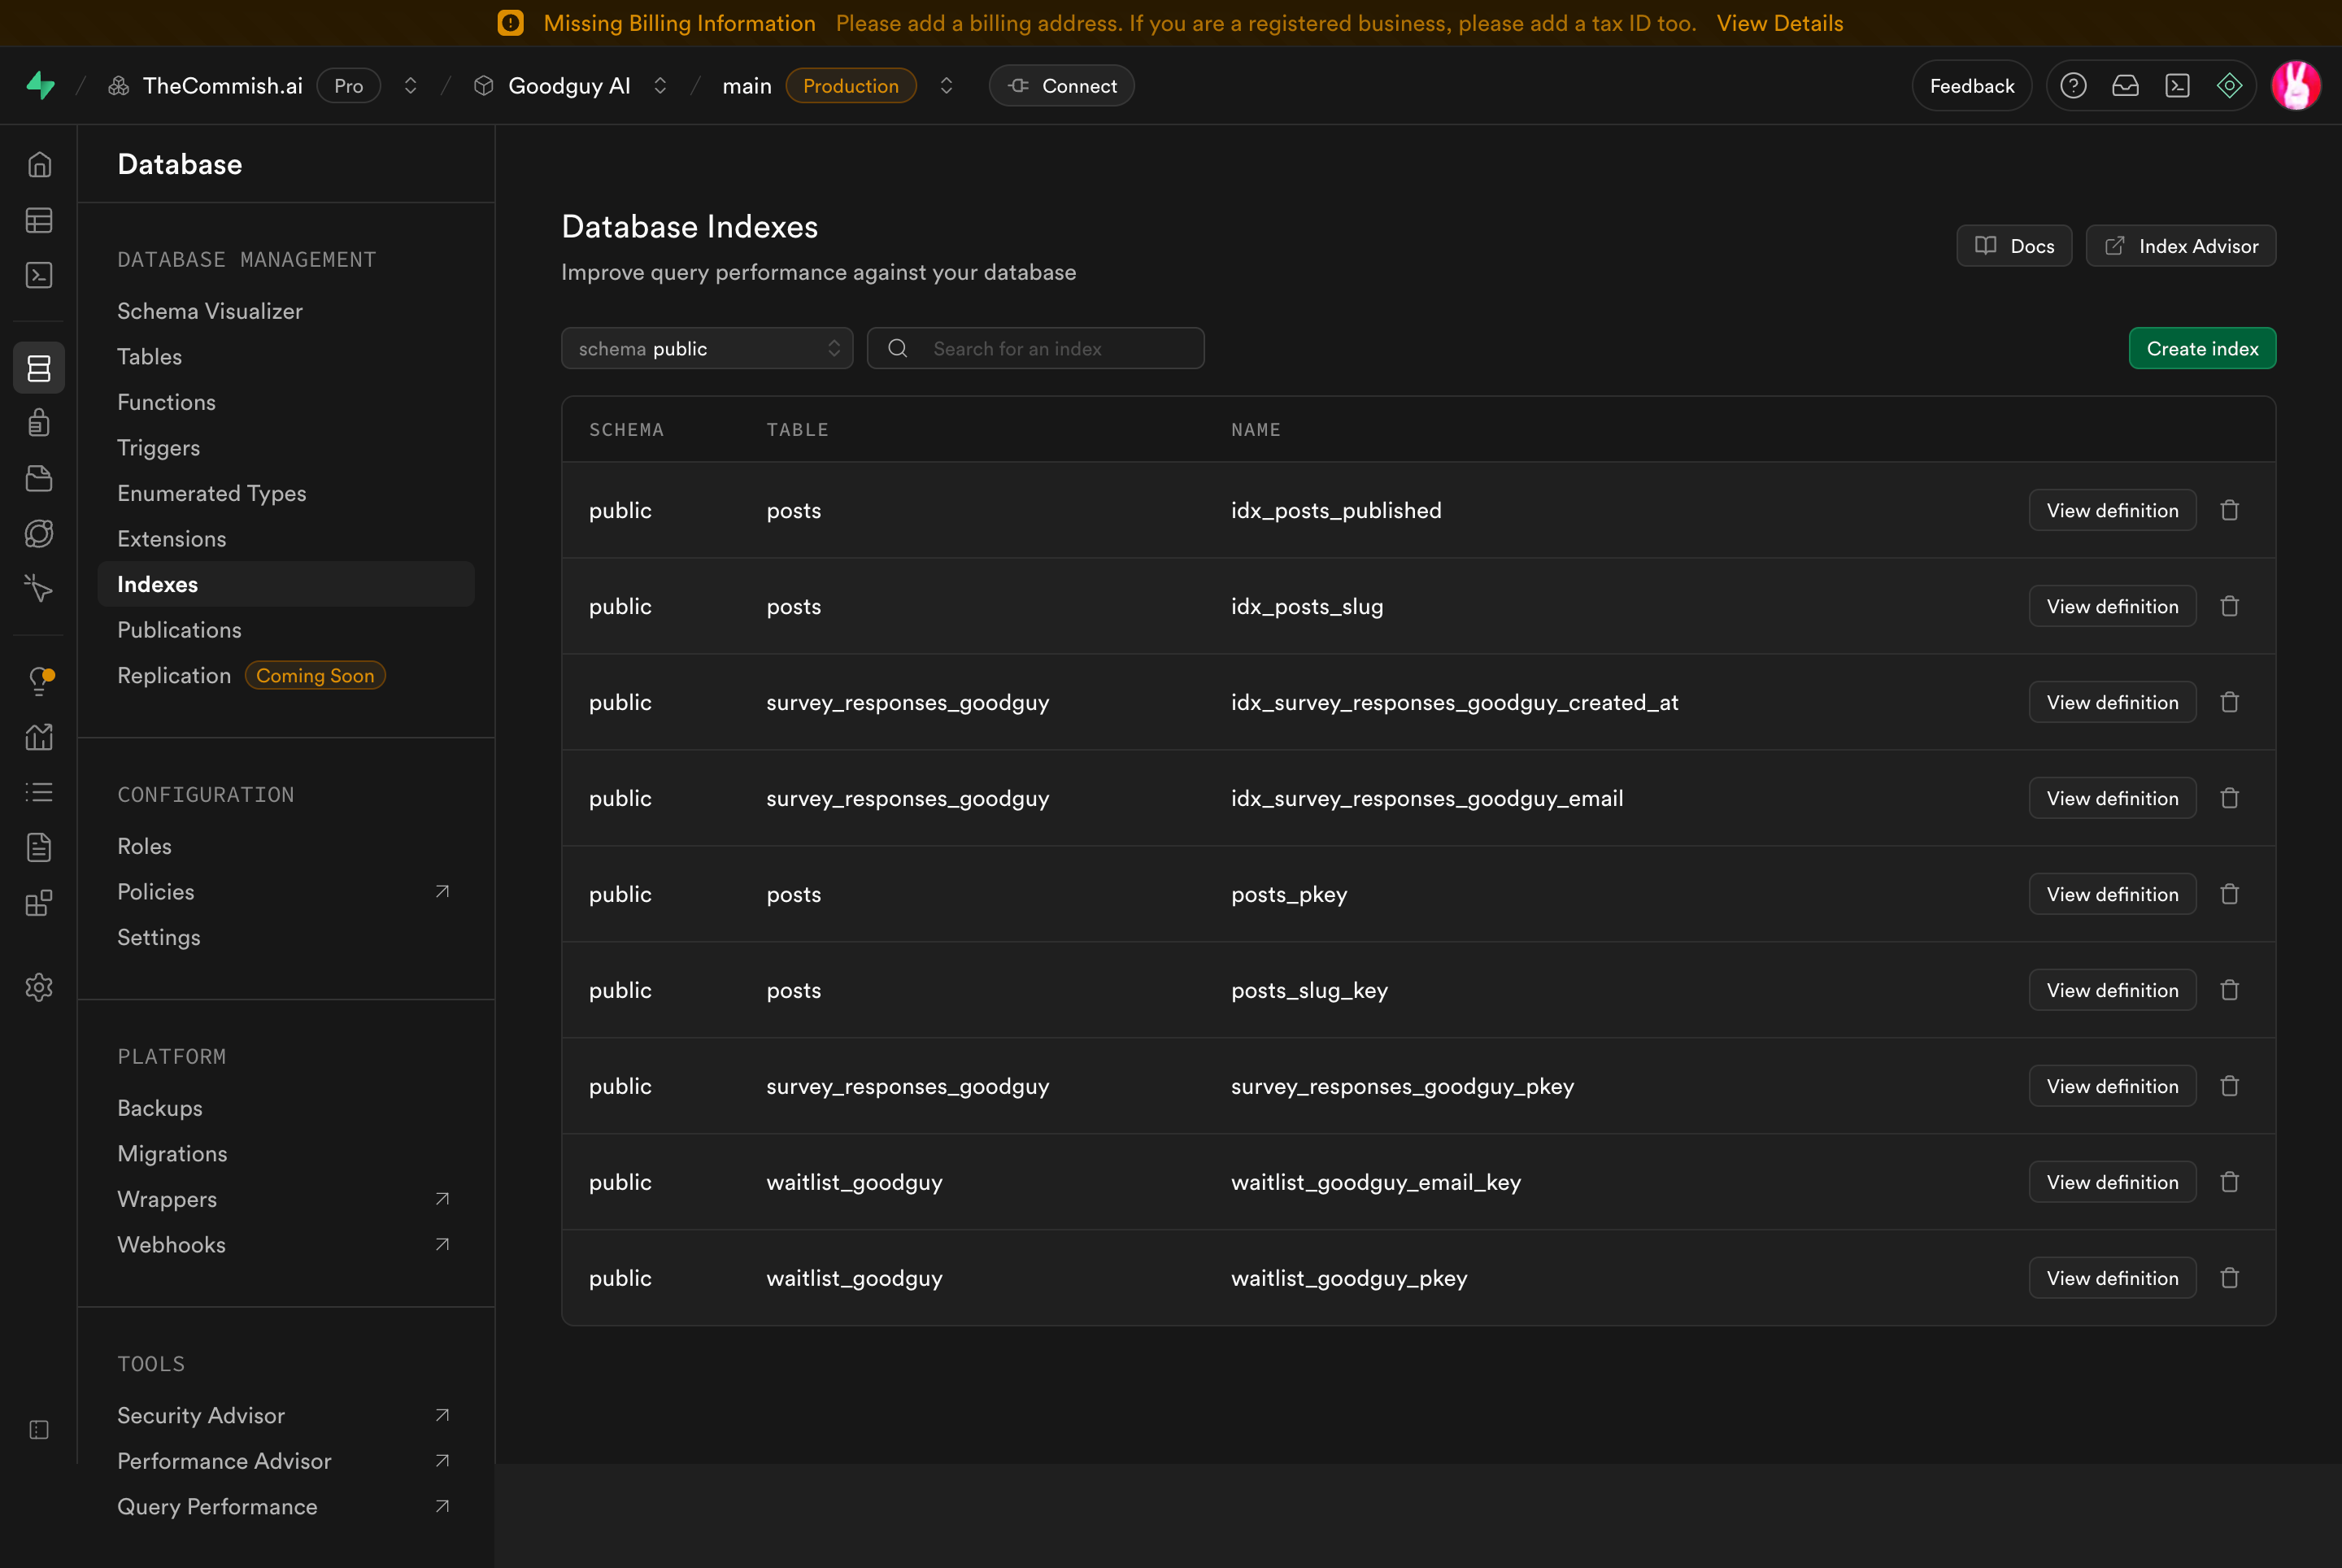 Missing Billing Information Please add a billing address. If you are a registered business, please add a tax ID too. View Details
TheCommish.ai Pro / Goodguy AI / main Production Connect Feedback
Database
DATABASE MANAGEMENT
Schema Visualizer
Tables
Functions
Triggers
Enumerated Types
Extensions
Indexes
Publications
Replication Coming Soon
CONFIGURATION
Roles
Policies
Settings
PLATFORM
Backups
Migrations
Wrappers
Webhooks
TOOLS
Security Advisor
Performance Advisor
Query Performance
Database Indexes
Improve query performance against your database
Docs Index Advisor
schema public Search for an index Create index
SCHEMA TABLE NAME
public posts idx_posts_published View definition
public posts idx_posts_slug View definition
public survey_responses_goodguy idx_survey_responses_goodguy_created_at View definition
public survey_responses_goodguy idx_survey_responses_goodguy_email View definition
public posts posts_pkey View definition
public posts posts_slug_key View definition
public survey_responses_goodguy survey_responses_goodguy_pkey View definition
public waitlist_goodguy waitlist_goodguy_email_key View definition
public waitlist_goodguy waitlist_goodguy_pkey View definition